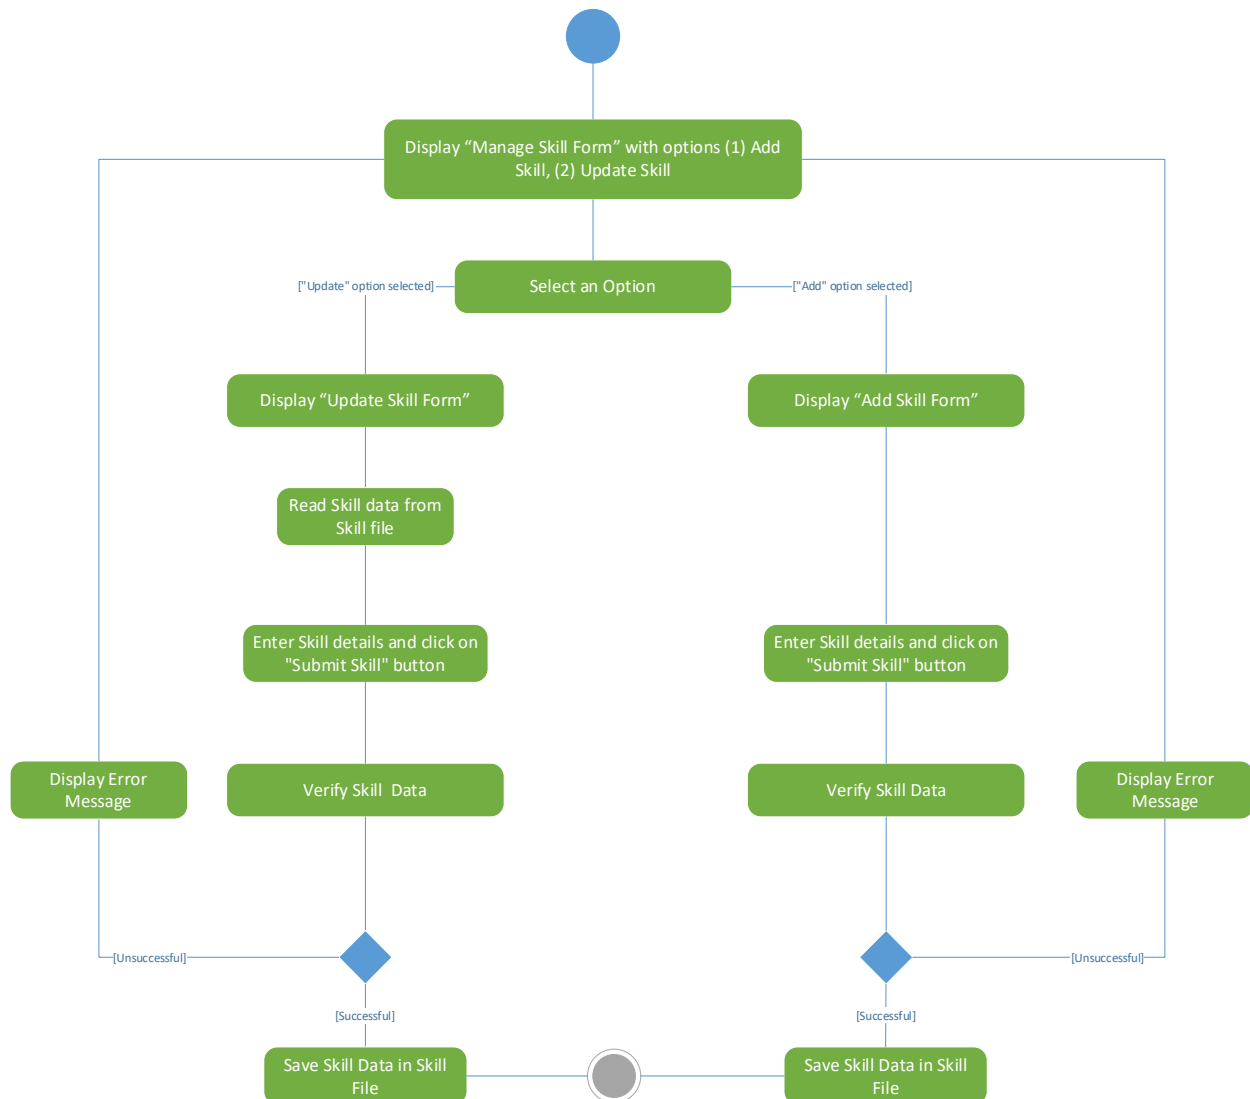 Display “Manage Skill Form” with options (1) Add
Skill, (2) Update Skill
["Update" option selected]
Select an Option
["Add" option selected]
Display “Update Skill Form”
Display “Add Skill Form”
Read Skill data from
Skill file
Enter Skill details and click on
"Submit Skill" button
Enter Skill details and click on
"Submit Skill" button
Display Error
Message
Verify Skill  Data
Verify Skill Data
Display Error
Message
[Unsuccessful]
[Unsuccessful]
[Successful]
[Successful]
Save Skill Data in Skill
File
Save Skill Data in Skill
File